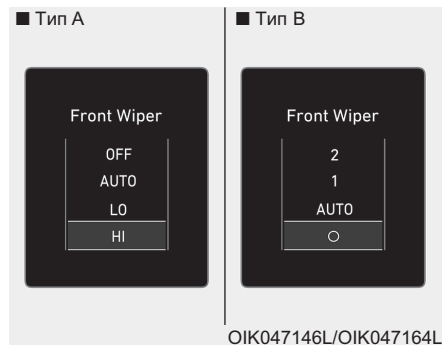 ■ Тип A
Front Wiper
OFF
AUTO
LO
HI
■ Тип B
Front Wiper
2
1
AUTO
O
OIK047146L/OIK047164L